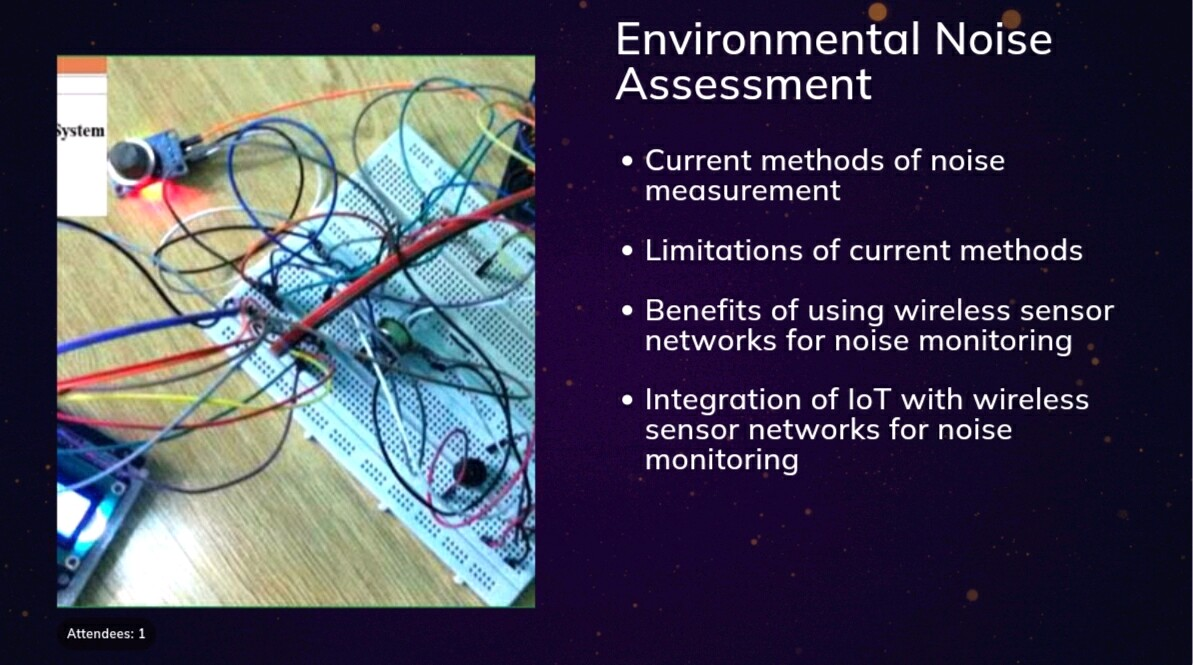 Environmental Noise
Assessment
• Current methods of noise
measurement
• Limitations of current methods
• Benefits of using wireless sensor
networks for noise monitoring
• Integration of IoT with wireless
sensor networks for noise
monitoring
System
Attendees: 1